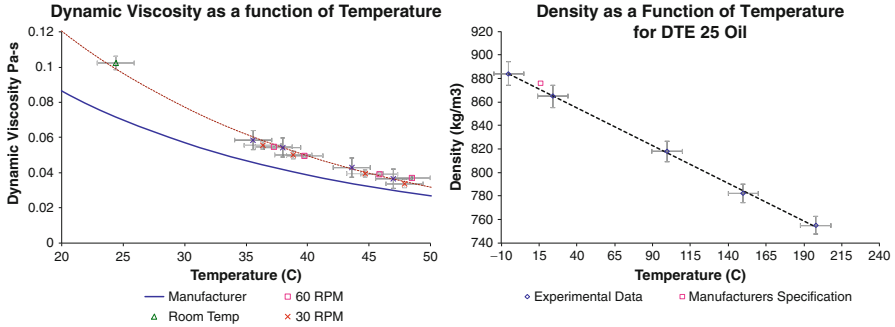 Dynamic Viscosity as a function of Temperature
Dynamic Viscosity Pa-s
0.12
0.1
0.08
0.06
0.04
0.02
0
20
25
30
35
40
45
50
Temperature (C)
Manufacturer
60 RPM
Room Temp
30 RPM
Density as a Function of Temperature
for DTE 25 Oil
Density (kg/m3)
920
900
880
860
840
820
800
780
760
740
-10
15
40
65
90
115
140
165
190
215
240
Temperature (C)
Experimental Data
Manufacturers Specification